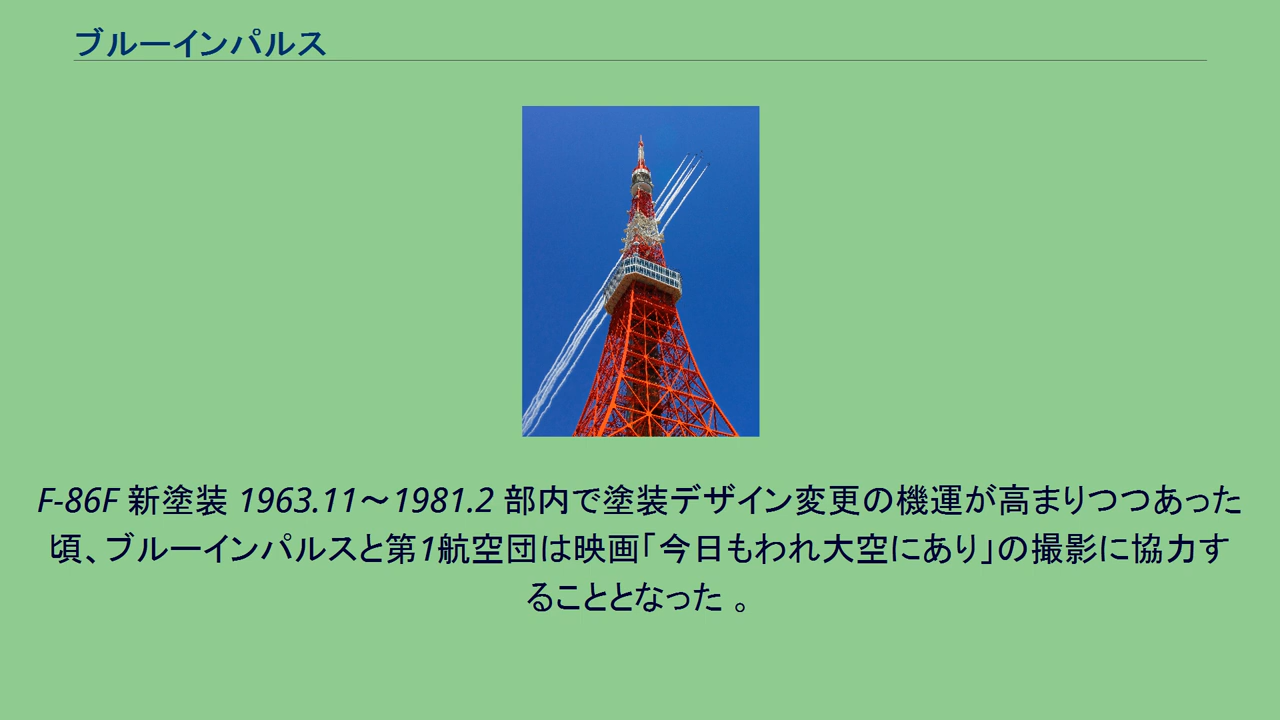 ブルーインパルス
F-86F 新塗装 1963.11～1981.2 部内で塗装デザイン変更の機運が高まりつつあった
頃、ブルーインパルスと第1航空団は映画｢今日もわれ大空にあり｣の撮影に協力す
ることとなった 。